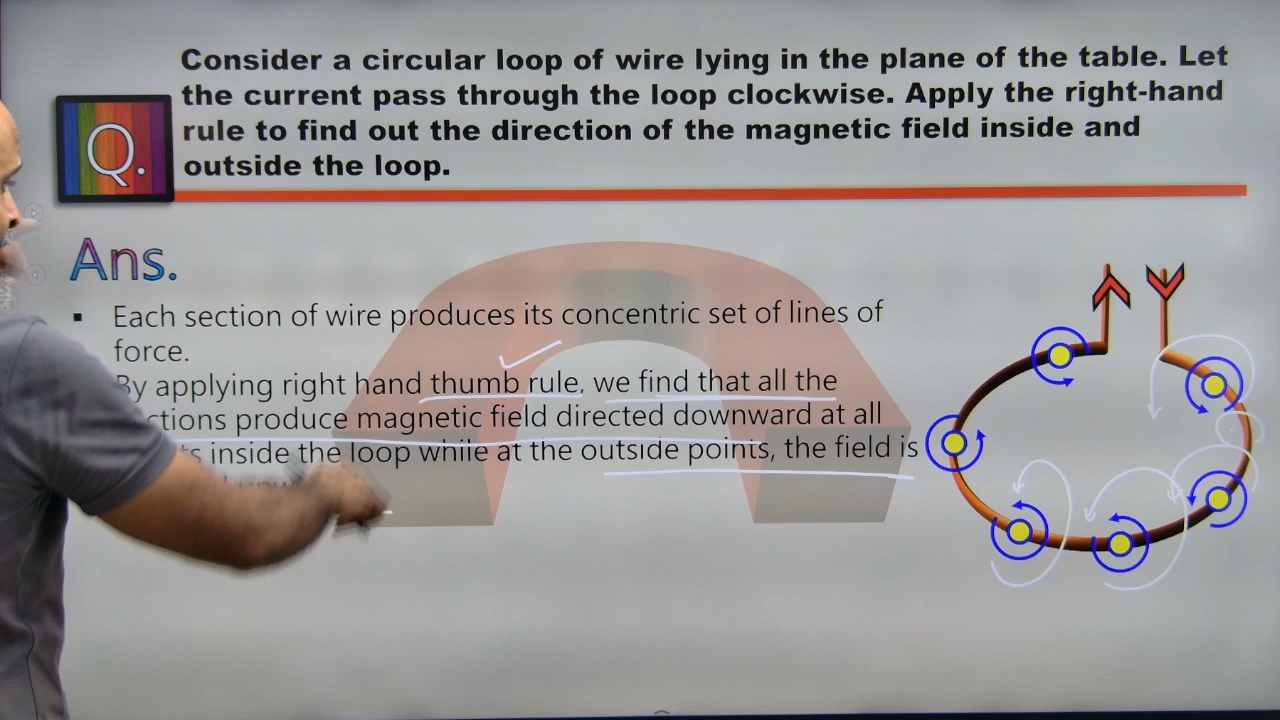 Consider a circular loop of wire lying in the plane of the table. Let
the current pass through the loop clockwise. Apply the right-hand
rule to find out the direction of the magnetic field inside and
outside the loop.
Q.
Ans.
▪ Each section of wire produces its concentric set of lines of
force.
By applying right hand thumb rule, we find that all the
ctions produce magnetic field directed downward at all
ts inside the loop while at the outside points, the field is